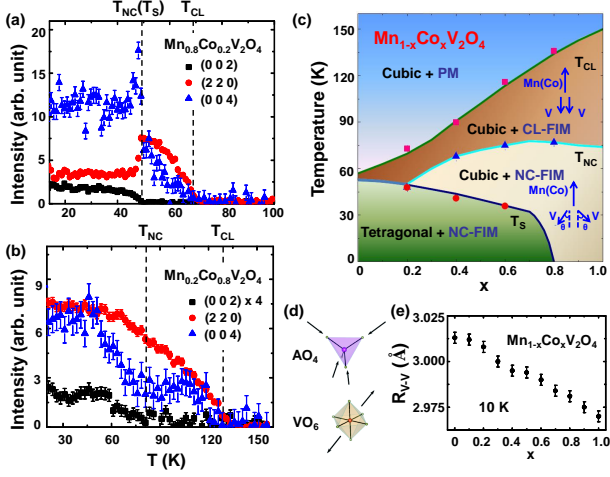 (a)
T_NC(T_S)
T_CL
Mn0.8Co0.2V2O4
(0 0 2)
(2 2 0)
(0 0 4)
Intensity (arb. unit)
20
15
10
5
0
20
40
60
80
100
(b)
T_NC
T_CL
Mn0.2Co0.8V2O4
(0 0 2) x 4
(2 2 0)
(0 0 4)
Intensity (arb. unit)
9
6
3
0
30
60
90
120
150
T (K)
(c)
Mn1-xCoxV2O4
Cubic + PM
T_CL
Mn(Co)
V V
Cubic + CL-FIM
T_NC
Cubic + NC-FIM
Mn(Co)
V V
θ θ
T_S
Tetragonal + NC-FIM
Temperature (K)
150
120
90
60
30
0
0.0
0.2
0.4
0.6
0.8
1.0
x
(d)
AO4
VO6
(e)
Mn1-xCoxV2O4
10 K
R_V-V (Å)
3.025
3.000
2.975
0
0.2
0.4
0.6
0.8
1.0
x